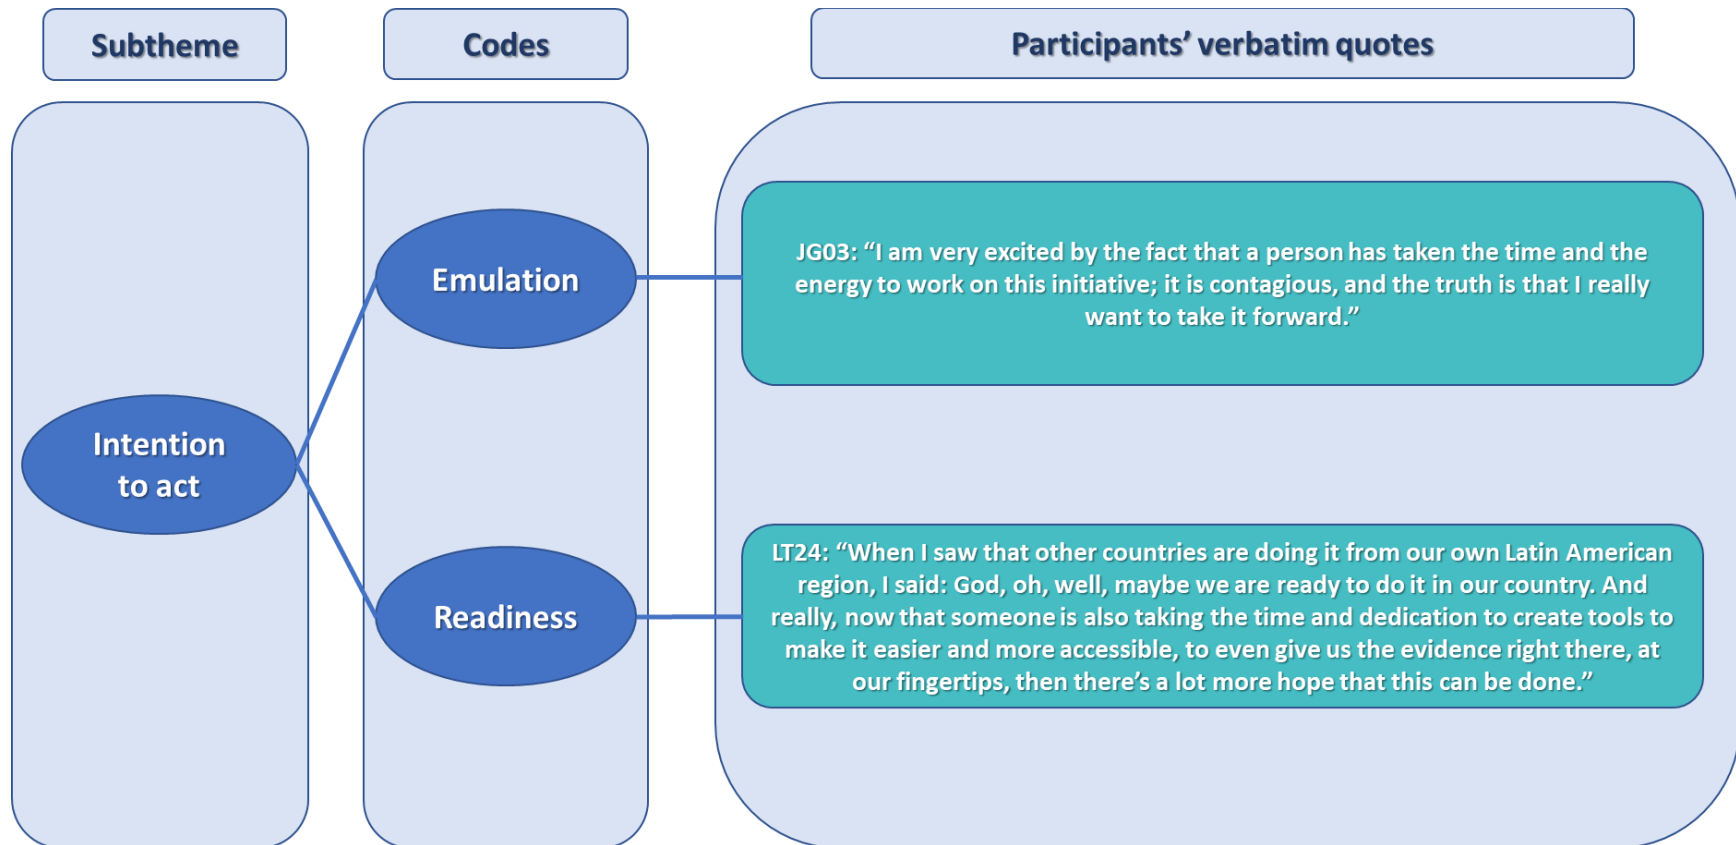 Subtheme
Codes
Participants’ verbatim quotes
Intention
to act
Emulation
JG03: “I am very excited by the fact that a person has taken the time and the
energy to work on this initiative; it is contagious, and the truth is that I really
want to take it forward.”
Readiness
LT24: “When I saw that other countries are doing it from our own Latin American
region, I said: God, oh, well, maybe we are ready to do it in our country. And
really, now that someone is also taking the time and dedication to create tools to
make it easier and more accessible, to even give us the evidence right there, at
our fingertips, then there’s a lot more hope that this can be done.”